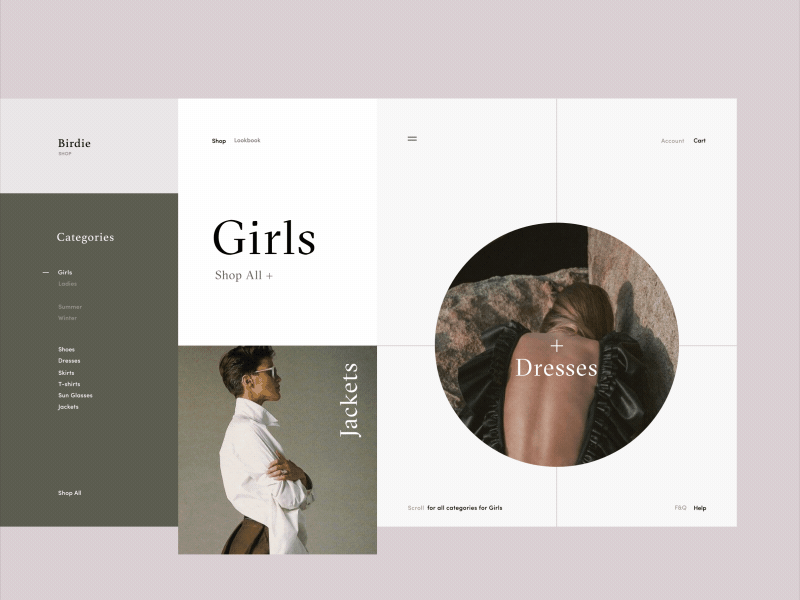 Birdie
SHOP
Categories
Girls
Ladies
Summer
Winter
Shoes
Dresses
Skirts
T-shirts
Sun Glasses
Jackets
Shop All
Shop Lookbook
Girls
Shop All +
Jackets
Account Cart
+
Dresses
Scroll for all categories for Girls
FBQ Help